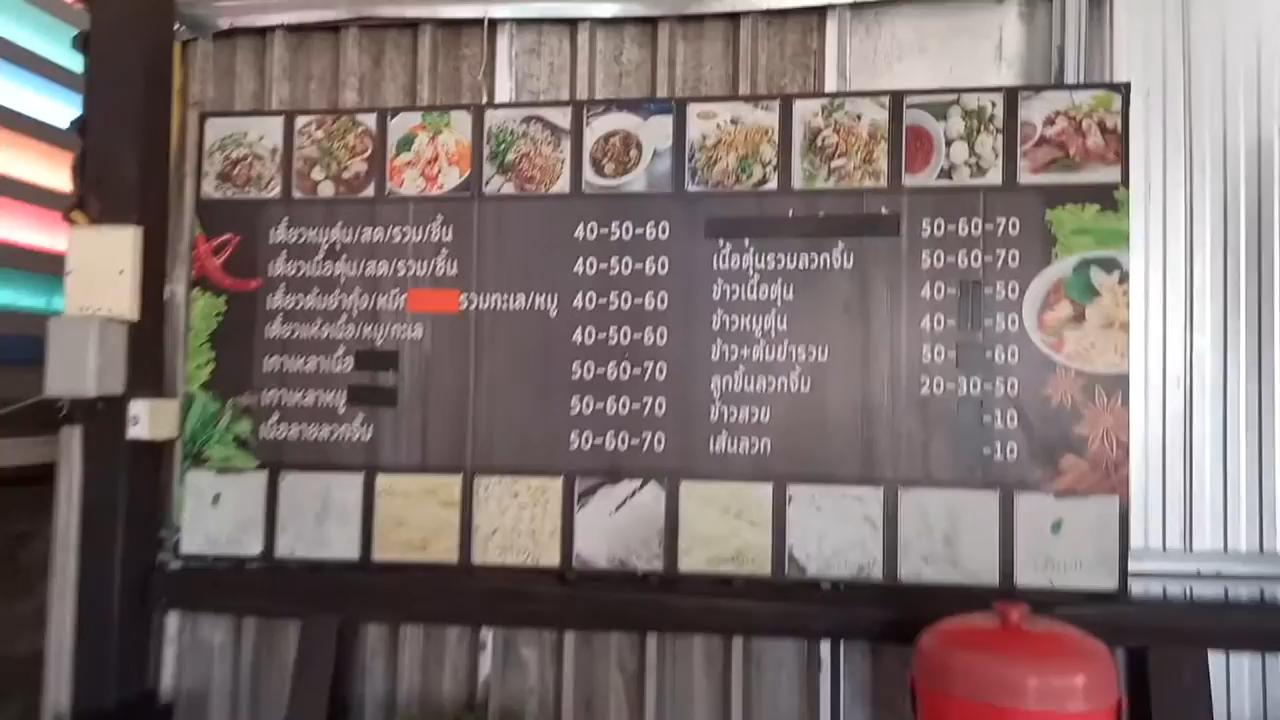 เตี๋ยวหมูตุ๋น/สด/รวม/ชิ้น 40-50-60
เตี๋ยวเนื้อตุ๋น/สด/รวม/ชิ้น 40-50-60
เตี๋ยวต้มยำกุ้ง/หมึก รวมทะเล/หมู 40-50-60
เตี๋ยวแห้งเนื้อ/หมู/ทะเล 40-50-60
เกาเหลาเนื้อ 50-60-70
เกาเหลาหมู 50-60-70
เนื้อลายลวกจิ้ม 50-60-70
50-60-70
เนื้อตุ๋นรวมลวกจิ้ม 50-60-70
ข้าวเนื้อตุ๋น 40- -50
ข้าวหมูตุ๋น 40- -50
ข้าว+ต้มยำรวม 50- -60
ลูกชิ้นลวกจิ้ม 20-30-50
ข้าวสวย -10
เส้นลวก -10